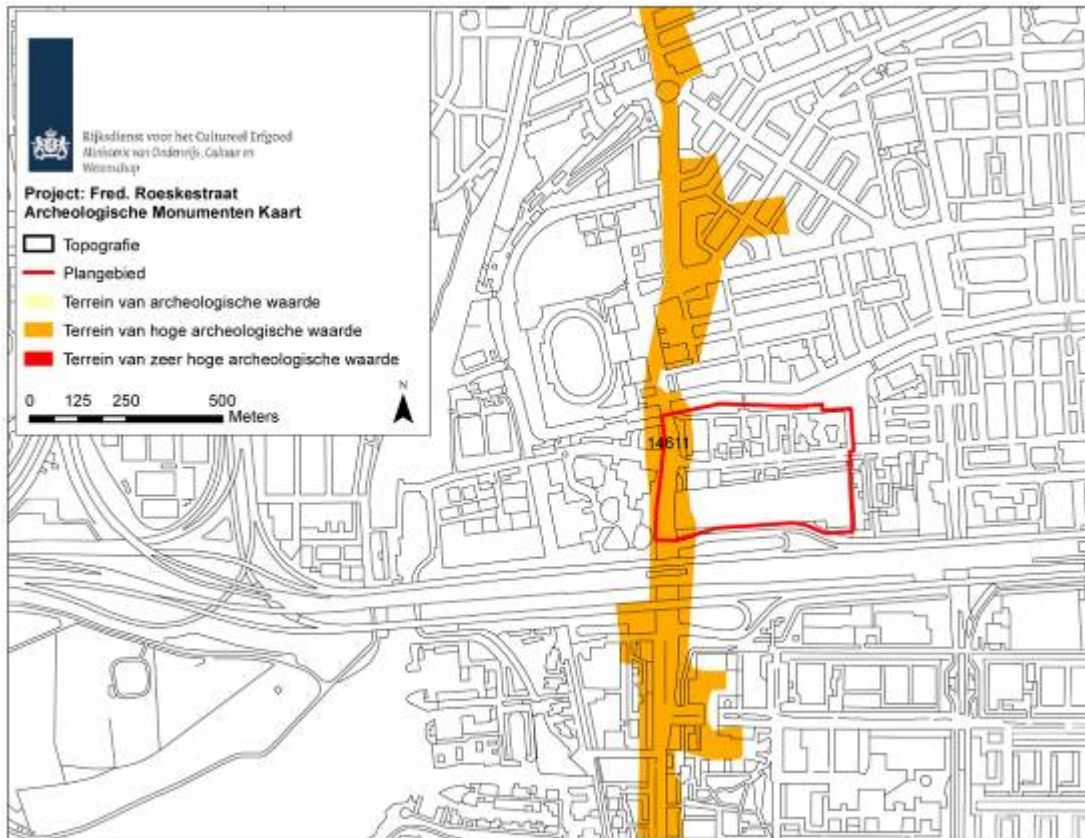 Rijksdienst voor het Cultureel Erfgoed
Ministerie van Onderwijs, Cultuur en
Wetenschap
Project: Fred. Roeskestraat
Archeologische Monumenten Kaart
Topografie
Plangebied
Terrein van archeologische waarde
Terrein van hoge archeologische waarde
Terrein van zeer hoge archeologische waarde
0 125 250 500
Meters
N
14611